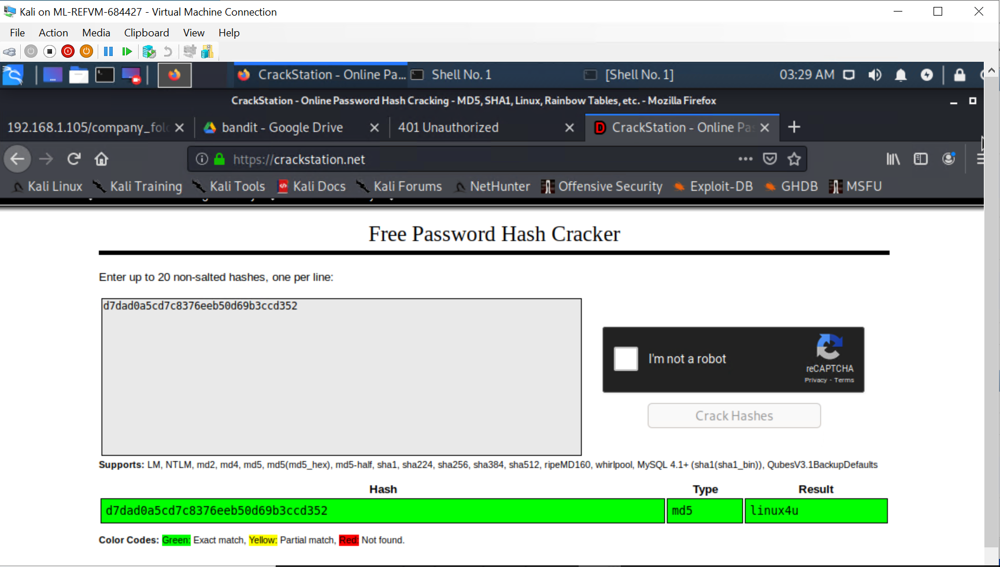 Kali on ML-REFVM-684427 - Virtual Machine Connection
File Action Media Clipboard View Help
CrackStation - Online Pa... Shell No. 1 [Shell No. 1] 03:29 AM
CrackStation - Online Password Hash Cracking - MD5, SHA1, Linux, Rainbow Tables, etc. - Mozilla Firefox
192.168.1.105/company_fol bandit - Google Drive 401 Unauthorized CrackStation - Online Pa
https://crackstation.net
Kali Linux Kali Training Kali Tools Kali Docs Kali Forums NetHunter Offensive Security Exploit-DB GHDB MSFU
Free Password Hash Cracker
Enter up to 20 non-salted hashes, one per line:
d7dad0a5cd7c8376eeb50d69b3ccd352
I'm not a robot
reCAPTCHA
Privacy - Terms
Crack Hashes
Supports: LM, NTLM, md2, md4, md5, md5(md5_hex), md5-half, sha1, sha224, sha256, sha384, sha512, ripeMD160, whirlpool, MySQL 4.1+ (sha1(sha1_bin)), QubesV3.1BackupDefaults
Hash Type Result
d7dad0a5cd7c8376eeb50d69b3ccd352 md5 linux4u
Color Codes: Green: Exact match, Yellow: Partial match, Red: Not found.